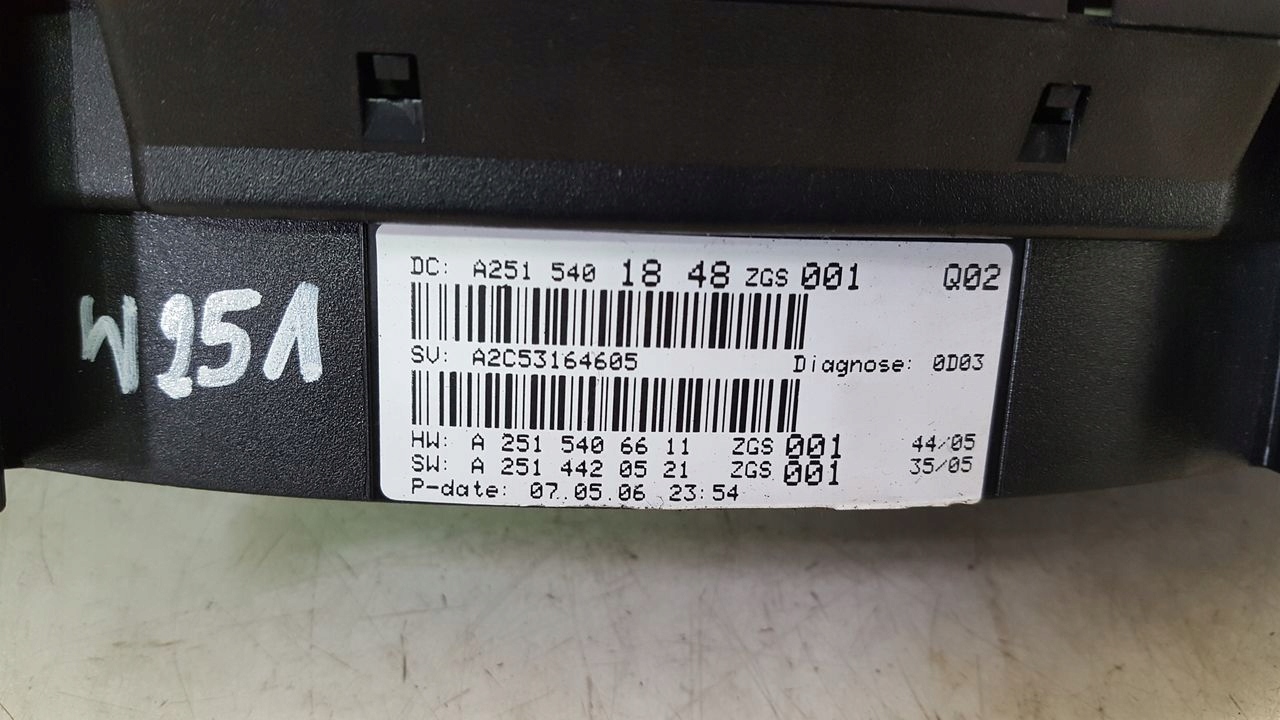 W251
DC: A251 540 18 48 ZGS 001 Q02
SV: A2C53164605 Diagnose: 0D03
HW: A 251 540 66 11 ZGS 001 44/05
SW: A 251 442 05 21 ZGS 001 35/05
P-date: 07.05.06 23:54